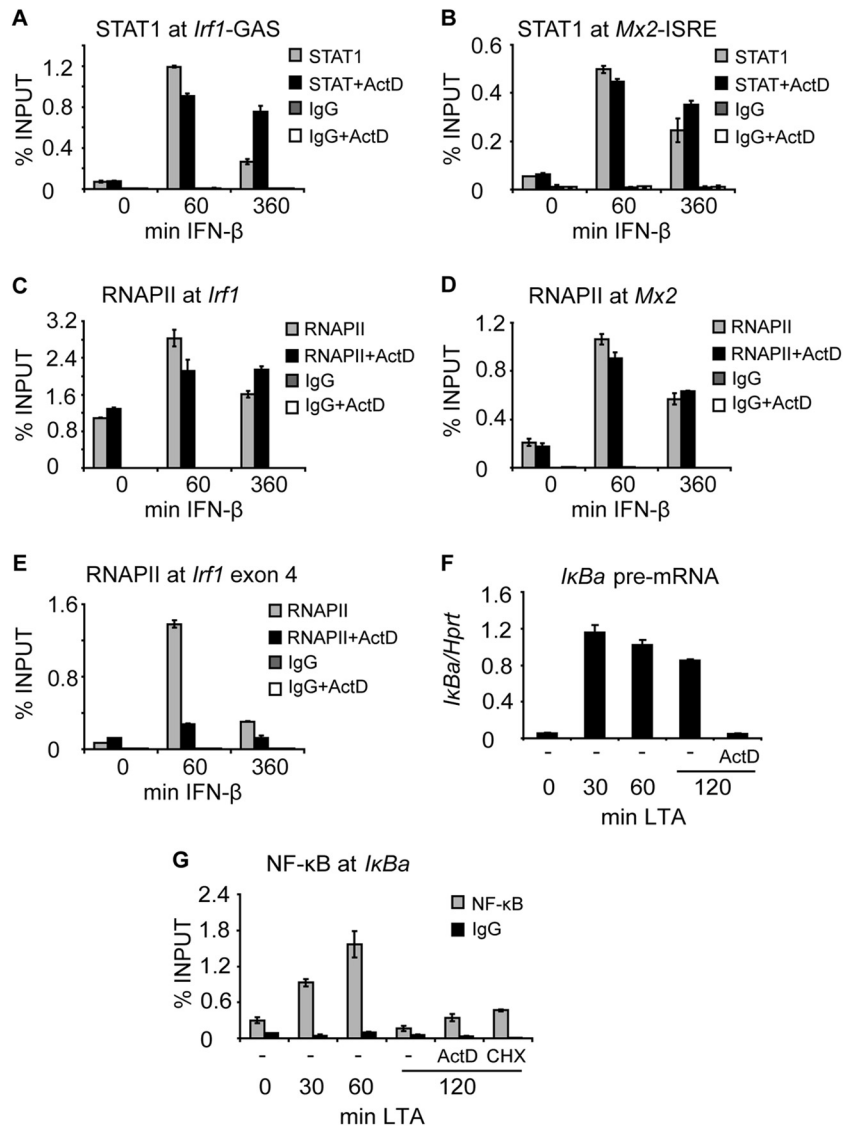 A
STAT1 at Irf1-GAS
% INPUT
1.2
0.8
0.4
0
STAT1
STAT+ActD
IgG
IgG+ActD
0 60 360
min IFN-β
B
STAT1 at Mx2-ISRE
% INPUT
0.6
0.4
0.2
0
STAT1
STAT+ActD
IgG
IgG+ActD
0 60 360
min IFN-β
C
RNAPII at Irf1
% INPUT
3.2
2.4
1.6
0.8
0
RNAPII
RNAPII+ActD
IgG
IgG+ActD
0 60 360
min IFN-β
D
RNAPII at Mx2
% INPUT
1.2
0.8
0.4
0
RNAPII
RNAPII+ActD
IgG
IgG+ActD
0 60 360
min IFN-β
E
RNAPII at Irf1 exon 4
% INPUT
1.6
1.2
0.8
0.4
0
RNAPII
RNAPII+ActD
IgG
IgG+ActD
0 60 360
min IFN-β
F
IκBa pre-mRNA
IκBa/Hprt
1.6
1.2
0.8
0.4
0
- - - - ActD
0 30 60 120
min LTA
G
NF-κB at IκBa
% INPUT
2.4
1.8
1.2
0.6
0
NF-κB
IgG
- - - - ActD CHX
0 30 60 120
min LTA